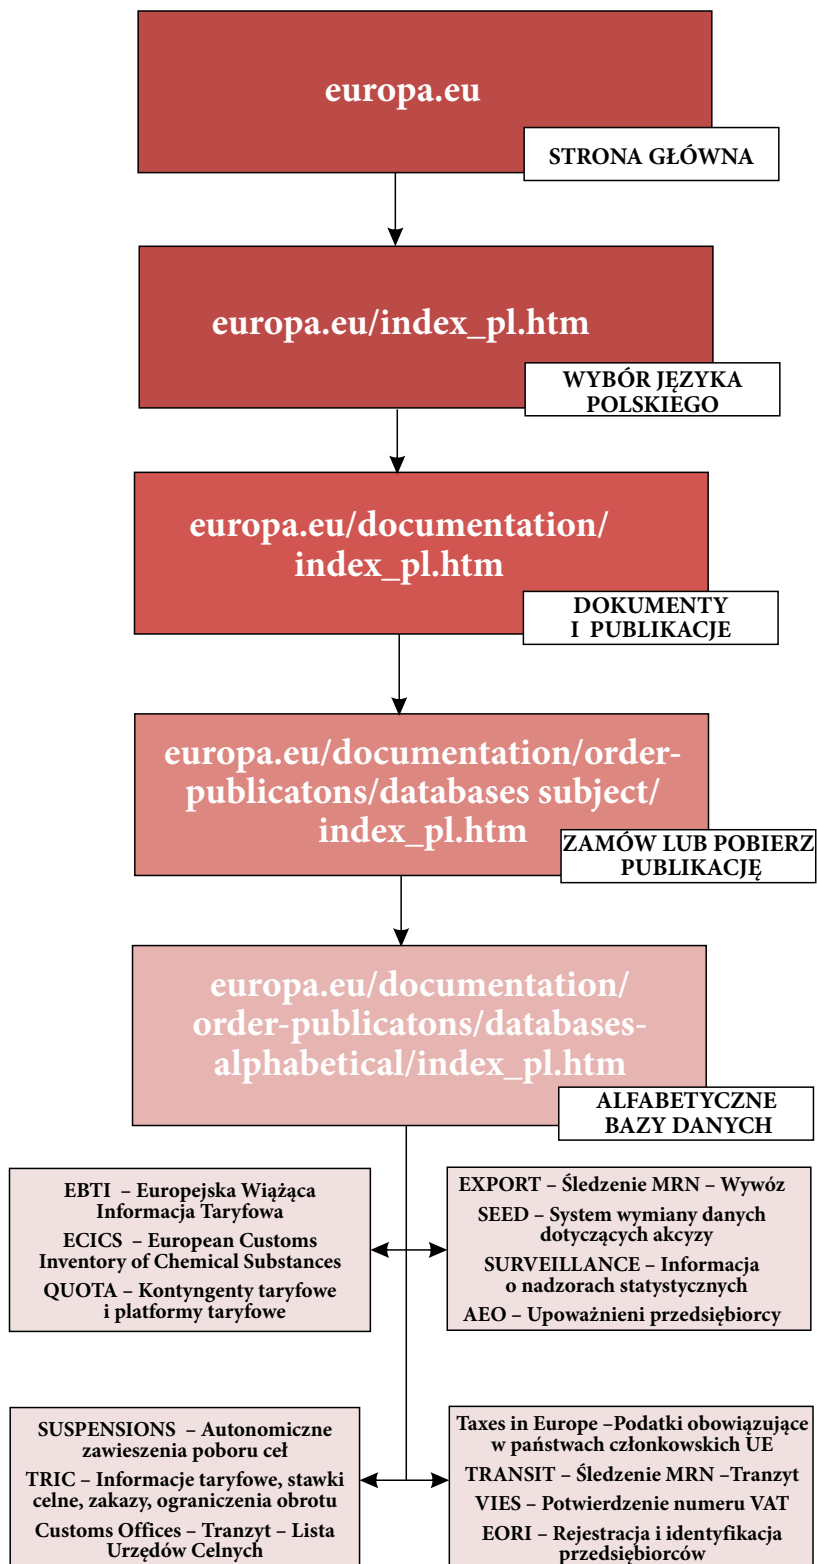 europa.eu
STRONA GŁÓWNA
europa.eu/index_pl.htm
WYBÓR JĘZYKA
POLSKIEGO
europa.eu/documentation/
index_pl.htm
DOKUMENTY
I PUBLIKACJE
europa.eu/documentation/order-
publicatons/databases subject/
index_pl.htm
ZAMÓW LUB POBIERZ
PUBLIKACJĘ
europa.eu/documentation/
order-publicatons/databases-
alphabetical/index_pl.htm
ALFABETYCZNE
BAZY DANYCH
EBTI – Europejska Wiążąca
Informacja Taryfowa
ECICS – European Customs
Inventory of Chemical Substances
QUOTA – Kontyngenty taryfowe
i platformy taryfowe
EXPORT – Śledzenie MRN – Wywóz
SEED – System wymiany danych
dotyczących akcyzy
SURVEILLANCE – Informacja
o nadzorach statystycznych
AEO – Upoważnieni przedsiębiorcy
SUSPENSIONS – Autonomiczne
zawieszenia poboru ceł
TRIC – Informacje taryfowe, stawki
celne, zakazy, ograniczenia obrotu
Customs Offices – Tranzyt – Lista
Urzędów Celnych
Taxes in Europe –Podatki obowiązujące
w państwach członkowskich UE
TRANSIT – Śledzenie MRN –Tranzyt
VIES – Potwierdzenie numeru VAT
EORI – Rejestracja i identyfikacja
przedsiębiorców